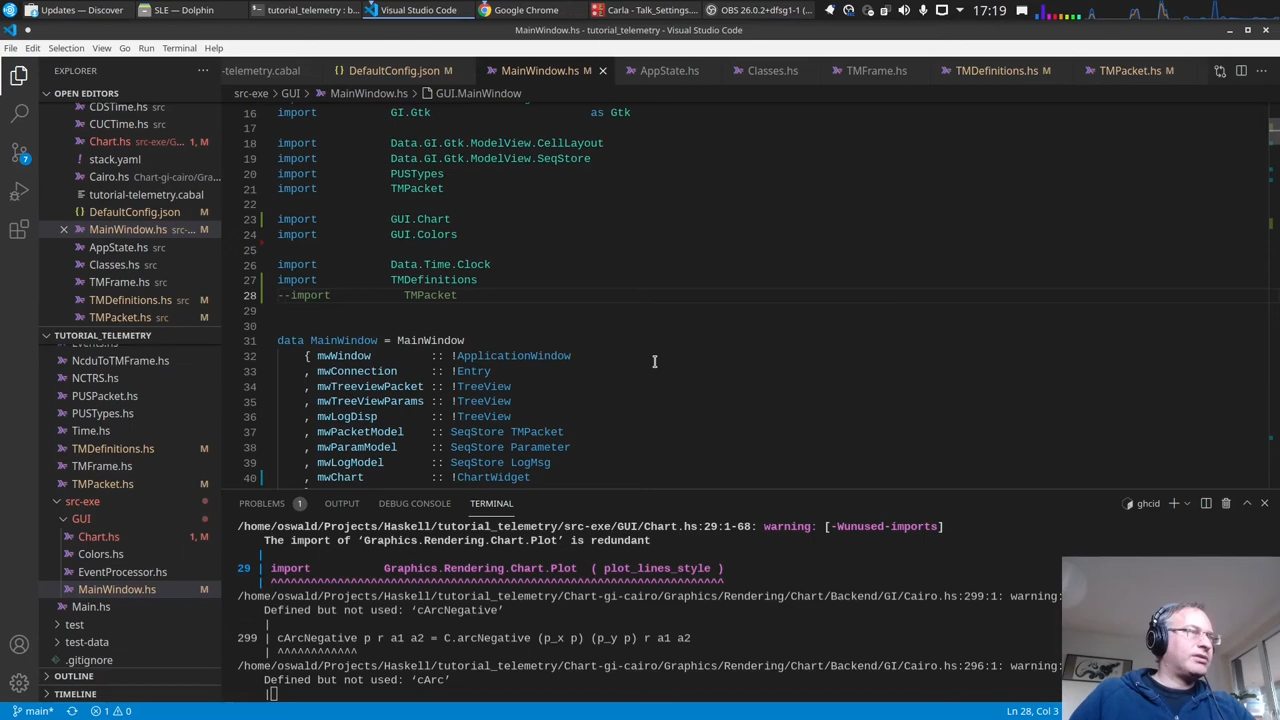 Updates — Discover
SLE — Dolphin
tutorial_telemetry : b...
Visual Studio Code
Google Chrome
Carla - Talk_Settings....
OBS 26.0.2+dfsg1-1 (...
17:19
MainWindow.hs - tutorial_telemetry — Visual Studio Code
File Edit Selection View Go Run Terminal Help
EXPLORER
-telemetry.cabal
DefaultConfig.json M
MainWindow.hs M
AppState.hs
Classes.hs
TMFrame.hs
TMDefinitions.hs M
TMPacket.hs M
OPEN EDITORS
src-exe > GUI > MainWindow.hs > GUI.MainWindow
CDSTime.hs src
CUCTime.hs src
Chart.hs src-exe/G... 1, M
stack.yaml
Cairo.hs Chart-gi-cairo/Gra...
tutorial-telemetry.cabal
DefaultConfig.json M
MainWindow.hs src-... M
AppState.hs src
Classes.hs src
TMFrame.hs src
TMDefinitions.hs src M
TMPacket.hs src M
TUTORIAL_TELEMETRY
NcduToTMFrame.hs
NCTRS.hs
PUSPacket.hs
PUSTypes.hs
Time.hs
TMDefinitions.hs M
TMFrame.hs
TMPacket.hs M
src-exe
GUI
Chart.hs 1, M
Colors.hs
EventProcessor.hs
MainWindow.hs M
Main.hs
test
test-data
.gitignore
OUTLINE
TIMELINE
16 import GI.Gtk as Gtk
17
18 import Data.GI.Gtk.ModelView.CellLayout
19 import Data.GI.Gtk.ModelView.SeqStore
20 import PUSTypes
21 import TMPacket
22
23 import GUI.Chart
24 import GUI.Colors
25
26 import Data.Time.Clock
27 import TMDefinitions
28 --import TMPacket
29
30
31 data MainWindow = MainWindow
32 { mwWindow :: !ApplicationWindow
33 , mwConnection :: !Entry
34 , mwTreeviewPacket :: !TreeView
35 , mwTreeViewParams :: !TreeView
36 , mwLogDisp :: !TreeView
37 , mwPacketModel :: SeqStore TMPacket
38 , mwParamModel :: SeqStore Parameter
39 , mwLogModel :: SeqStore LogMsg
40 , mwChart :: !ChartWidget
PROBLEMS 1 OUTPUT DEBUG CONSOLE TERMINAL
ghcid
/home/oswald/Projects/Haskell/tutorial_telemetry/src-exe/GUI/Chart.hs:29:1-68: warning: [-Wunused-imports]
The import of ‘Graphics.Rendering.Chart.Plot’ is redundant
|
29 | import Graphics.Rendering.Chart.Plot ( plot_lines_style )
| ^^^^^^^^^^^^^^^^^^^^^^^^^^^^^^^^^^^^^^^^^^^^^^^^^^^^^^^^^^^^^^^^^^^^
/home/oswald/Projects/Haskell/tutorial_telemetry/Chart-gi-cairo/Graphics/Rendering/Chart/Backend/GI/Cairo.hs:299:1: warning:
Defined but not used: ‘cArcNegative’
|
299 | cArcNegative p r a1 a2 = C.arcNegative (p_x p) (p_y p) r a1 a2
| ^^^^^^^^^^^^
/home/oswald/Projects/Haskell/tutorial_telemetry/Chart-gi-cairo/Graphics/Rendering/Chart/Backend/GI/Cairo.hs:296:1: warning:
Defined but not used: ‘cArc’
|
main* 1 0
Ln 28, Col 3